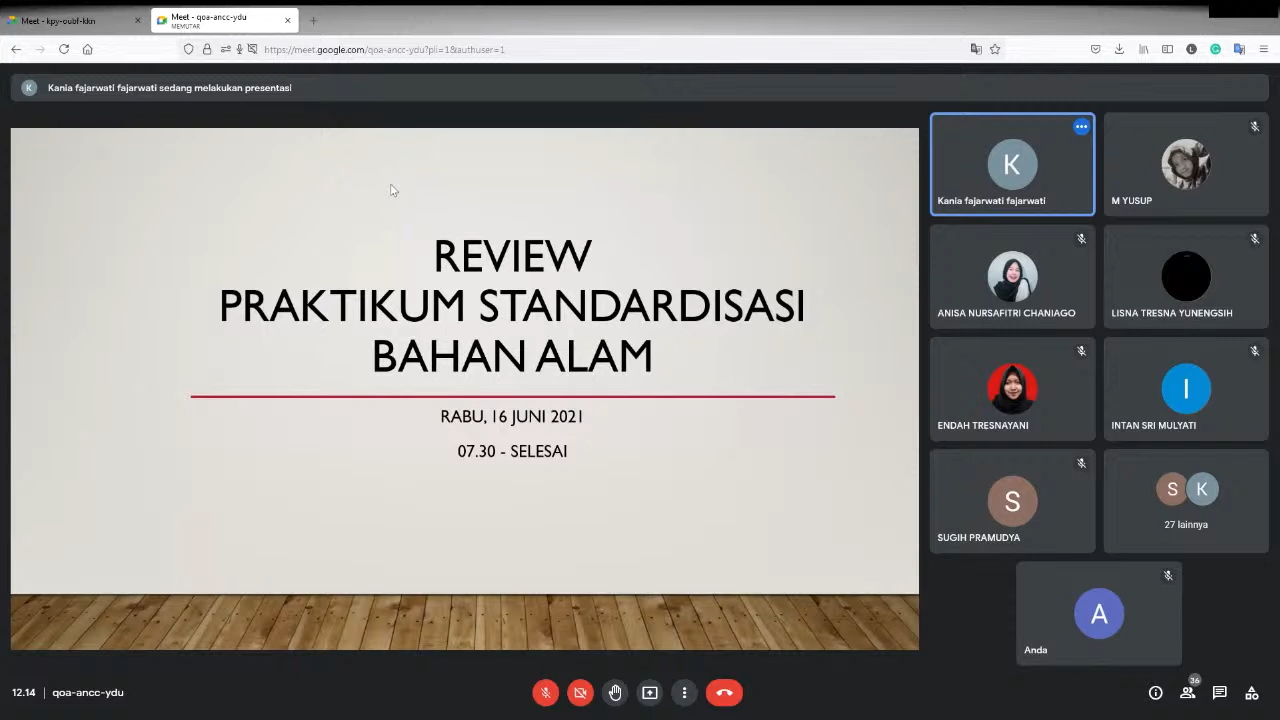 Meet - kpy-oubf-kkn
Meet - qoa-ancc-ydu
MEMUTAR
https://meet.google.com/qoa-ancc-ydu?pli=1&authuser=1
L
K
Kania fajarwati fajarwati sedang melakukan presentasi
REVIEW
PRAKTIKUM STANDARDISASI
BAHAN ALAM
RABU, 16 JUNI 2021
07.30 - SELESAI
K
Kania fajarwati fajarwati
M YUSUP
ANISA NURSAFITRI CHANIAGO
LISNA TRESNA YUNENGSIH
ENDAH TRESNAYANI
I
INTAN SRI MULYATI
S
SUGIH PRAMUDYA
S K
27 lainnya
A
Anda
12.14 | qoa-ancc-ydu
36